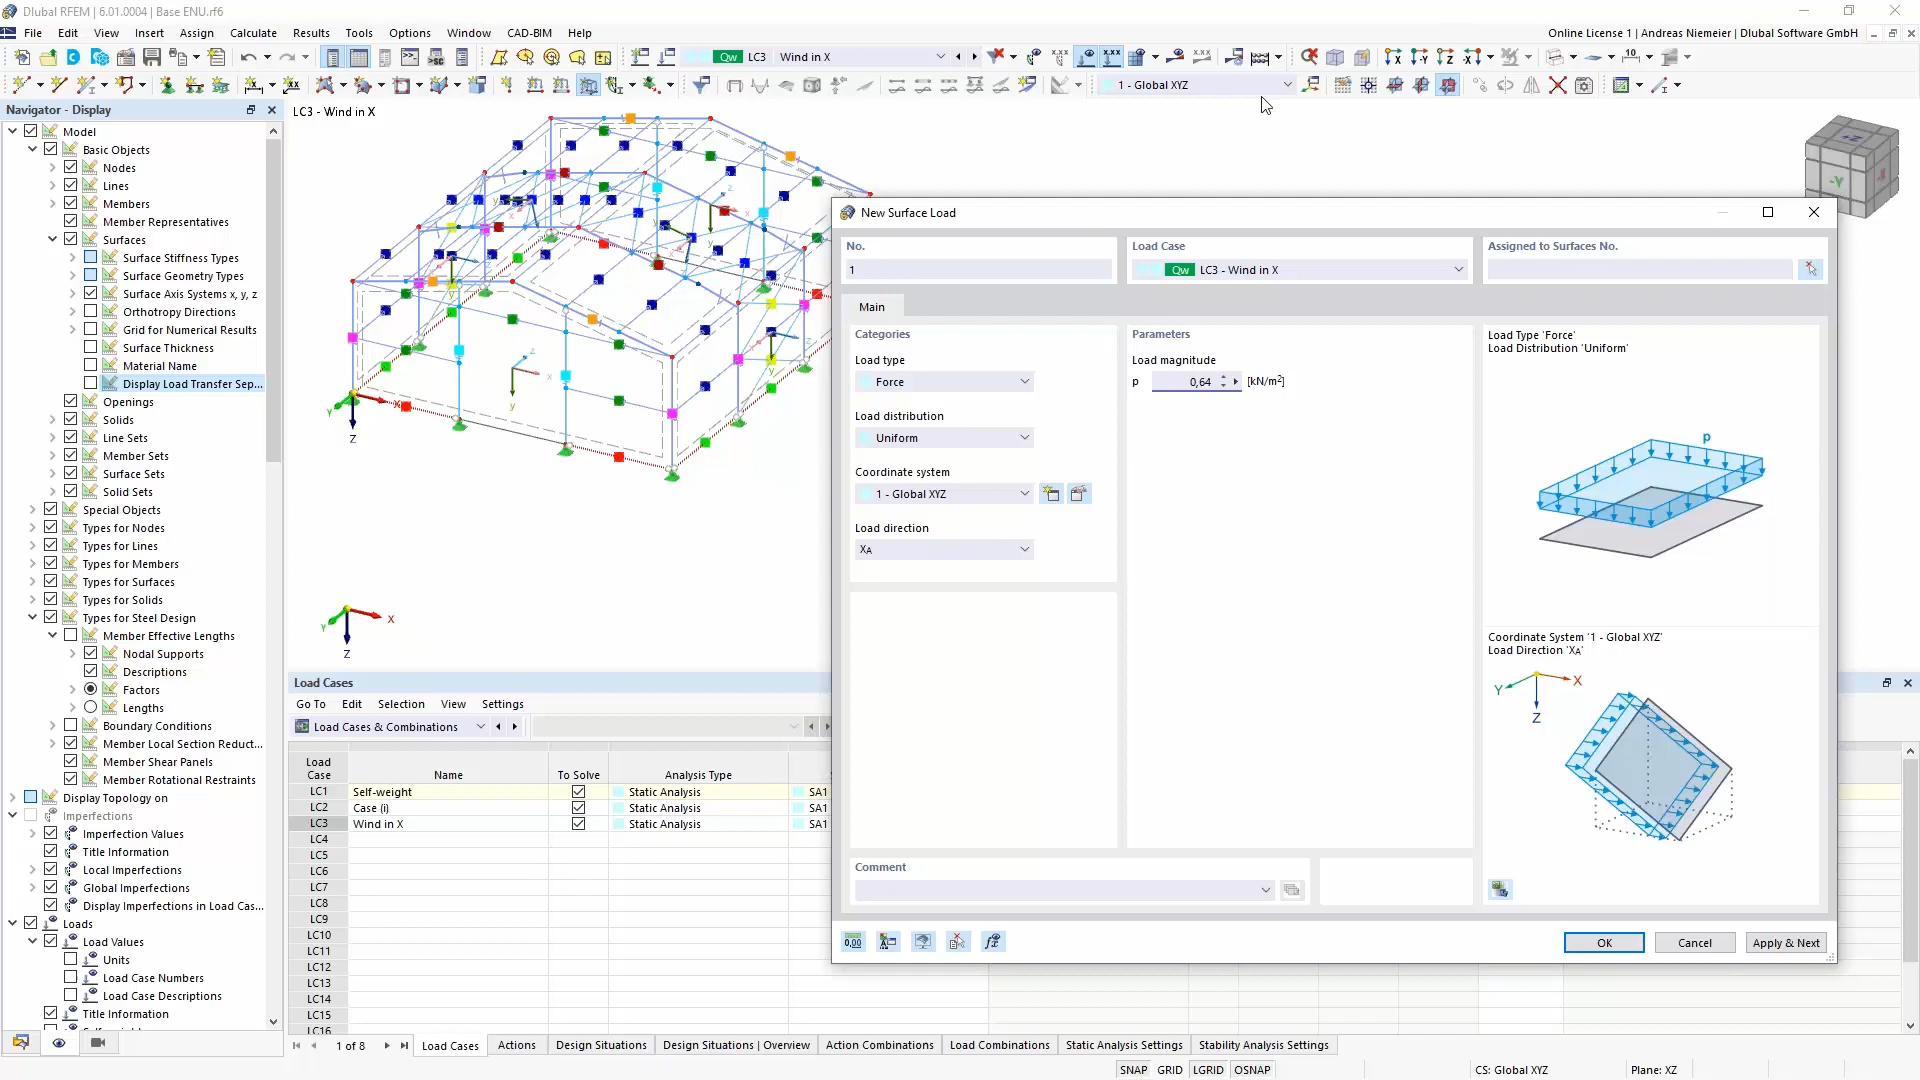 Dlubal RFEM | 6.01.0004 | Base ENU.rf6
File Edit View Insert Assign Calculate Results Tools Options Window CAD-BIM Help
Online License 1 | Andreas Niemeier | Dlubal Software GmbH
Qw LC3 Wind in X
1 - Global XYZ
Navigator - Display
Model
Basic Objects
Nodes
Lines
Members
Member Representatives
Surfaces
Surface Stiffness Types
Surface Geometry Types
Surface Axis Systems x, y, z
Orthotropy Directions
Grid for Numerical Results
Surface Thickness
Material Name
Display Load Transfer Sep...
Openings
Solids
Line Sets
Member Sets
Surface Sets
Solid Sets
Special Objects
Types for Nodes
Types for Lines
Types for Members
Types for Surfaces
Types for Solids
Types for Steel Design
Member Effective Lengths
Nodal Supports
Descriptions
Factors
Lengths
Boundary Conditions
Member Local Section Reduct...
Member Shear Panels
Member Rotational Restraints
Display Topology on
Imperfections
Imperfection Values
Title Information
Local Imperfections
Global Imperfections
Display Imperfections in Load Cas...
Loads
Load Values
Units
Load Case Numbers
Load Case Descriptions
Title Information
LC3 - Wind in X
Y
X
Z
Y
X
Z
+Z
-Y
Load Cases
Go To Edit Selection View Settings
Load Cases & Combinations
Load Case Name To Solve Analysis Type
LC1 Self-weight Static Analysis SA1
LC2 Case (i) Static Analysis SA1
LC3 Wind in X Static Analysis SA1
LC4
LC5
LC6
LC7
LC8
LC9
LC10
LC11
LC12
LC13
LC14
LC15
LC16
1 of 8
Load Cases Actions Design Situations Design Situations | Overview Action Combinations Load Combinations Static Analysis Settings Stability Analysis Settings
SNAP GRID LGRID OSNAP CS: Global XYZ Plane: XZ
New Surface Load
No.
1
Load Case
Qw LC3 - Wind in X
Assigned to Surfaces No.
Main
Categories
Load type
Force
Load distribution
Uniform
Coordinate system
1 - Global XYZ
Load direction
XA
Parameters
Load magnitude
p 0,64 [kN/m²]
Load Type 'Force'
Load Distribution 'Uniform'
p
Coordinate System '1 - Global XYZ'
Load Direction 'XA'
Y
X
Z
Comment
OK Cancel Apply & Next